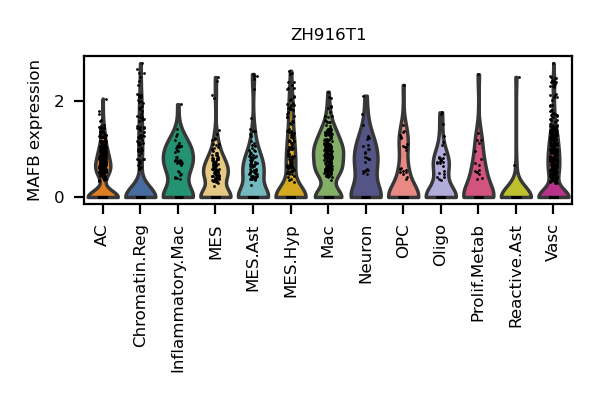 ZH916T1
MAFB expression
2
0
AC
Chromatin.Reg
Inflammatory.Mac
MES
MES.Ast
MES.Hyp
Mac
Neuron
OPC
Oligo
Prolif.Metab
Reactive.Ast
Vasc